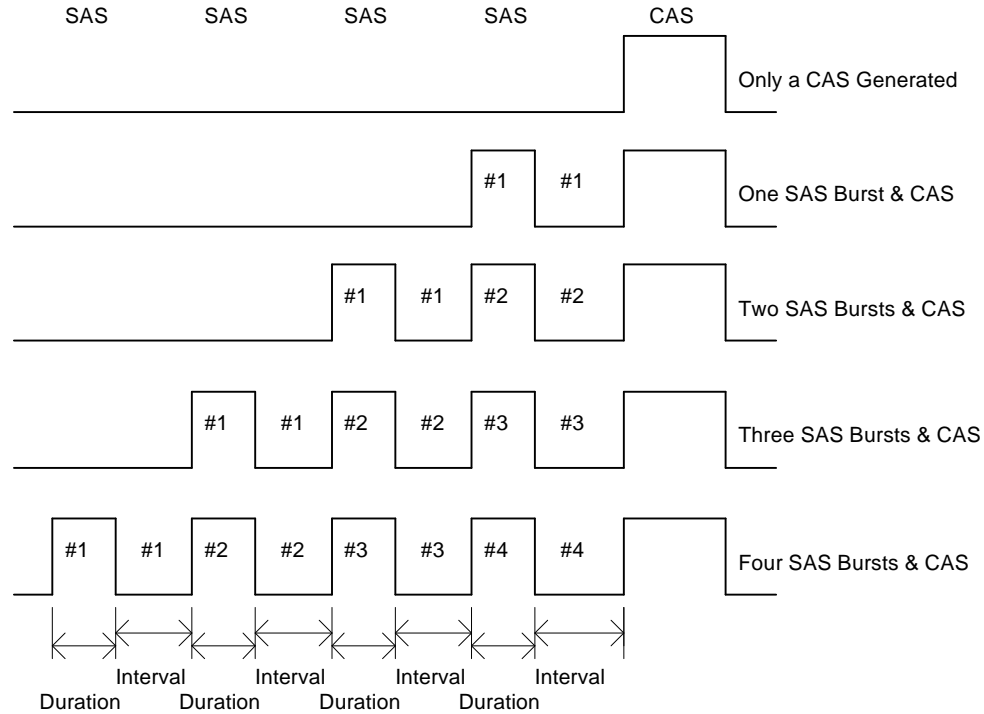 SAS SAS SAS SAS CAS
Only a CAS Generated
#1 #1
One SAS Burst & CAS
#1 #1 #2 #2
Two SAS Bursts & CAS
#1 #1 #2 #2 #3 #3
Three SAS Bursts & CAS
#1 #1 #2 #2 #3 #3 #4 #4
Four SAS Bursts & CAS
Interval Interval Interval Interval
Duration Duration Duration Duration